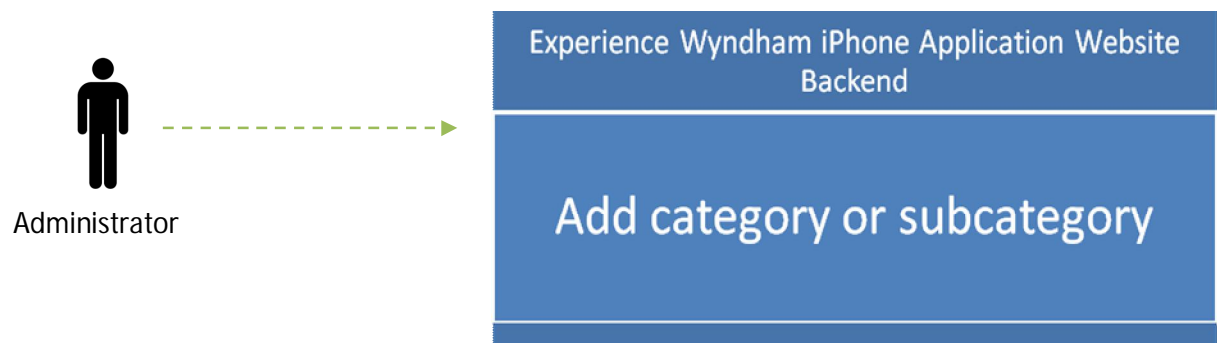 Experience Wyndham iPhone Application Website
Backend
Add category or subcategory
Administrator